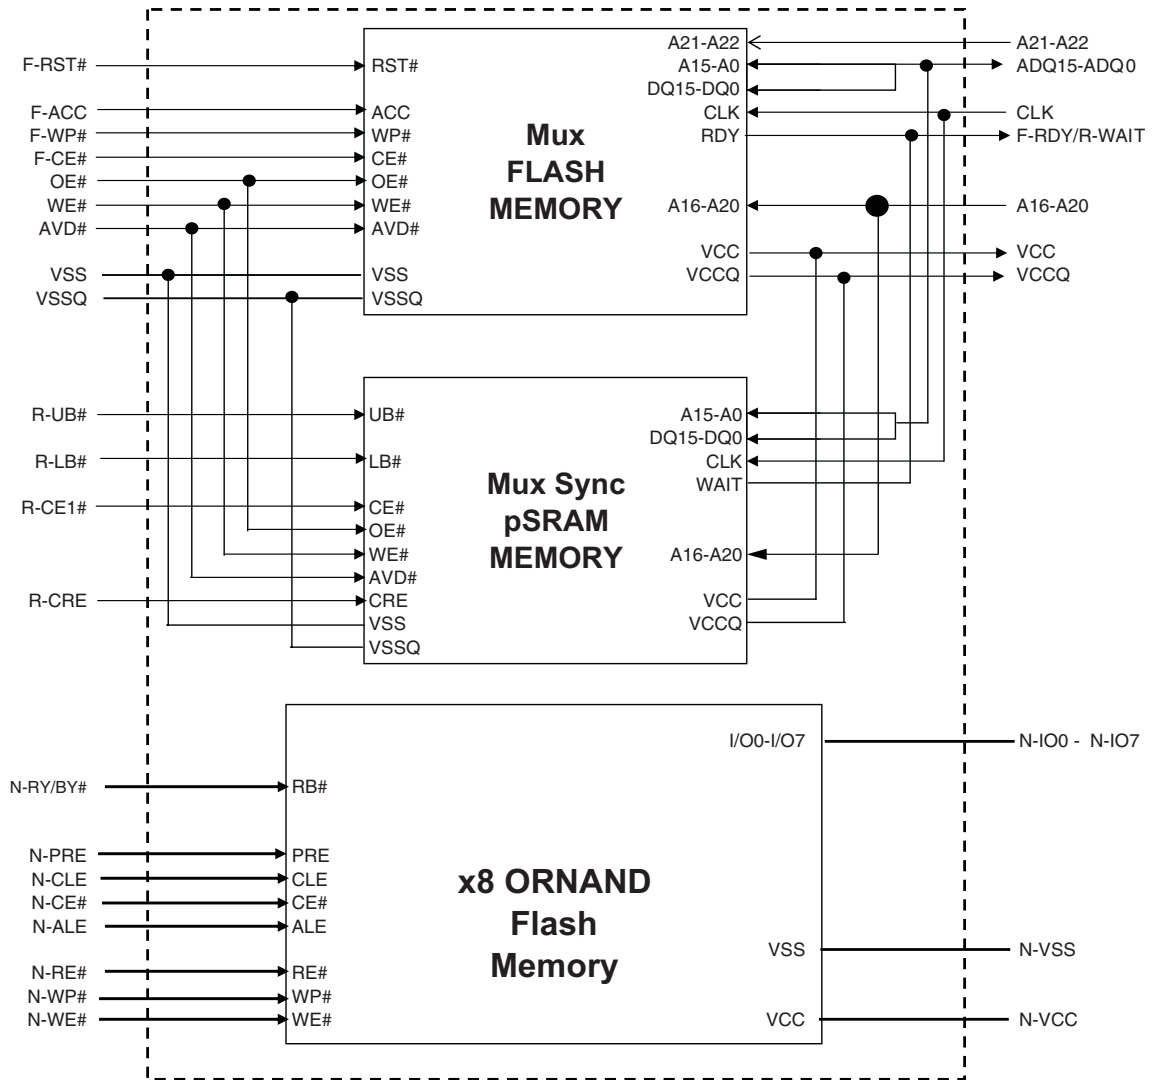 F-RST#
F-ACC
F-WP#
F-CE#
OE#
WE#
AVD#
VSS
VSSQ
RST#
ACC
WP#
CE#
OE#
WE#
AVD#
VSS
VSSQ
Mux
FLASH
MEMORY
A21-A22
A15-A0
DQ15-DQ0
CLK
RDY
A16-A20
VCC
VCCQ
A21-A22
ADQ15-ADQ0
CLK
F-RDY/R-WAIT
A16-A20
VCC
VCCQ
R-UB#
R-LB#
R-CE1#
R-CRE
UB#
LB#
CE#
OE#
WE#
AVD#
CRE
VSS
VSSQ
Mux Sync
pSRAM
MEMORY
A15-A0
DQ15-DQ0
CLK
WAIT
A16-A20
VCC
VCCQ
N-RY/BY#
N-PRE
N-CLE
N-CE#
N-ALE
N-RE#
N-WP#
N-WE#
RB#
PRE
CLE
CE#
ALE
RE#
WP#
WE#
x8 ORNAND
Flash
Memory
I/O0-I/O7
VSS
VCC
N-IO0 - N-IO7
N-VSS
N-VCC